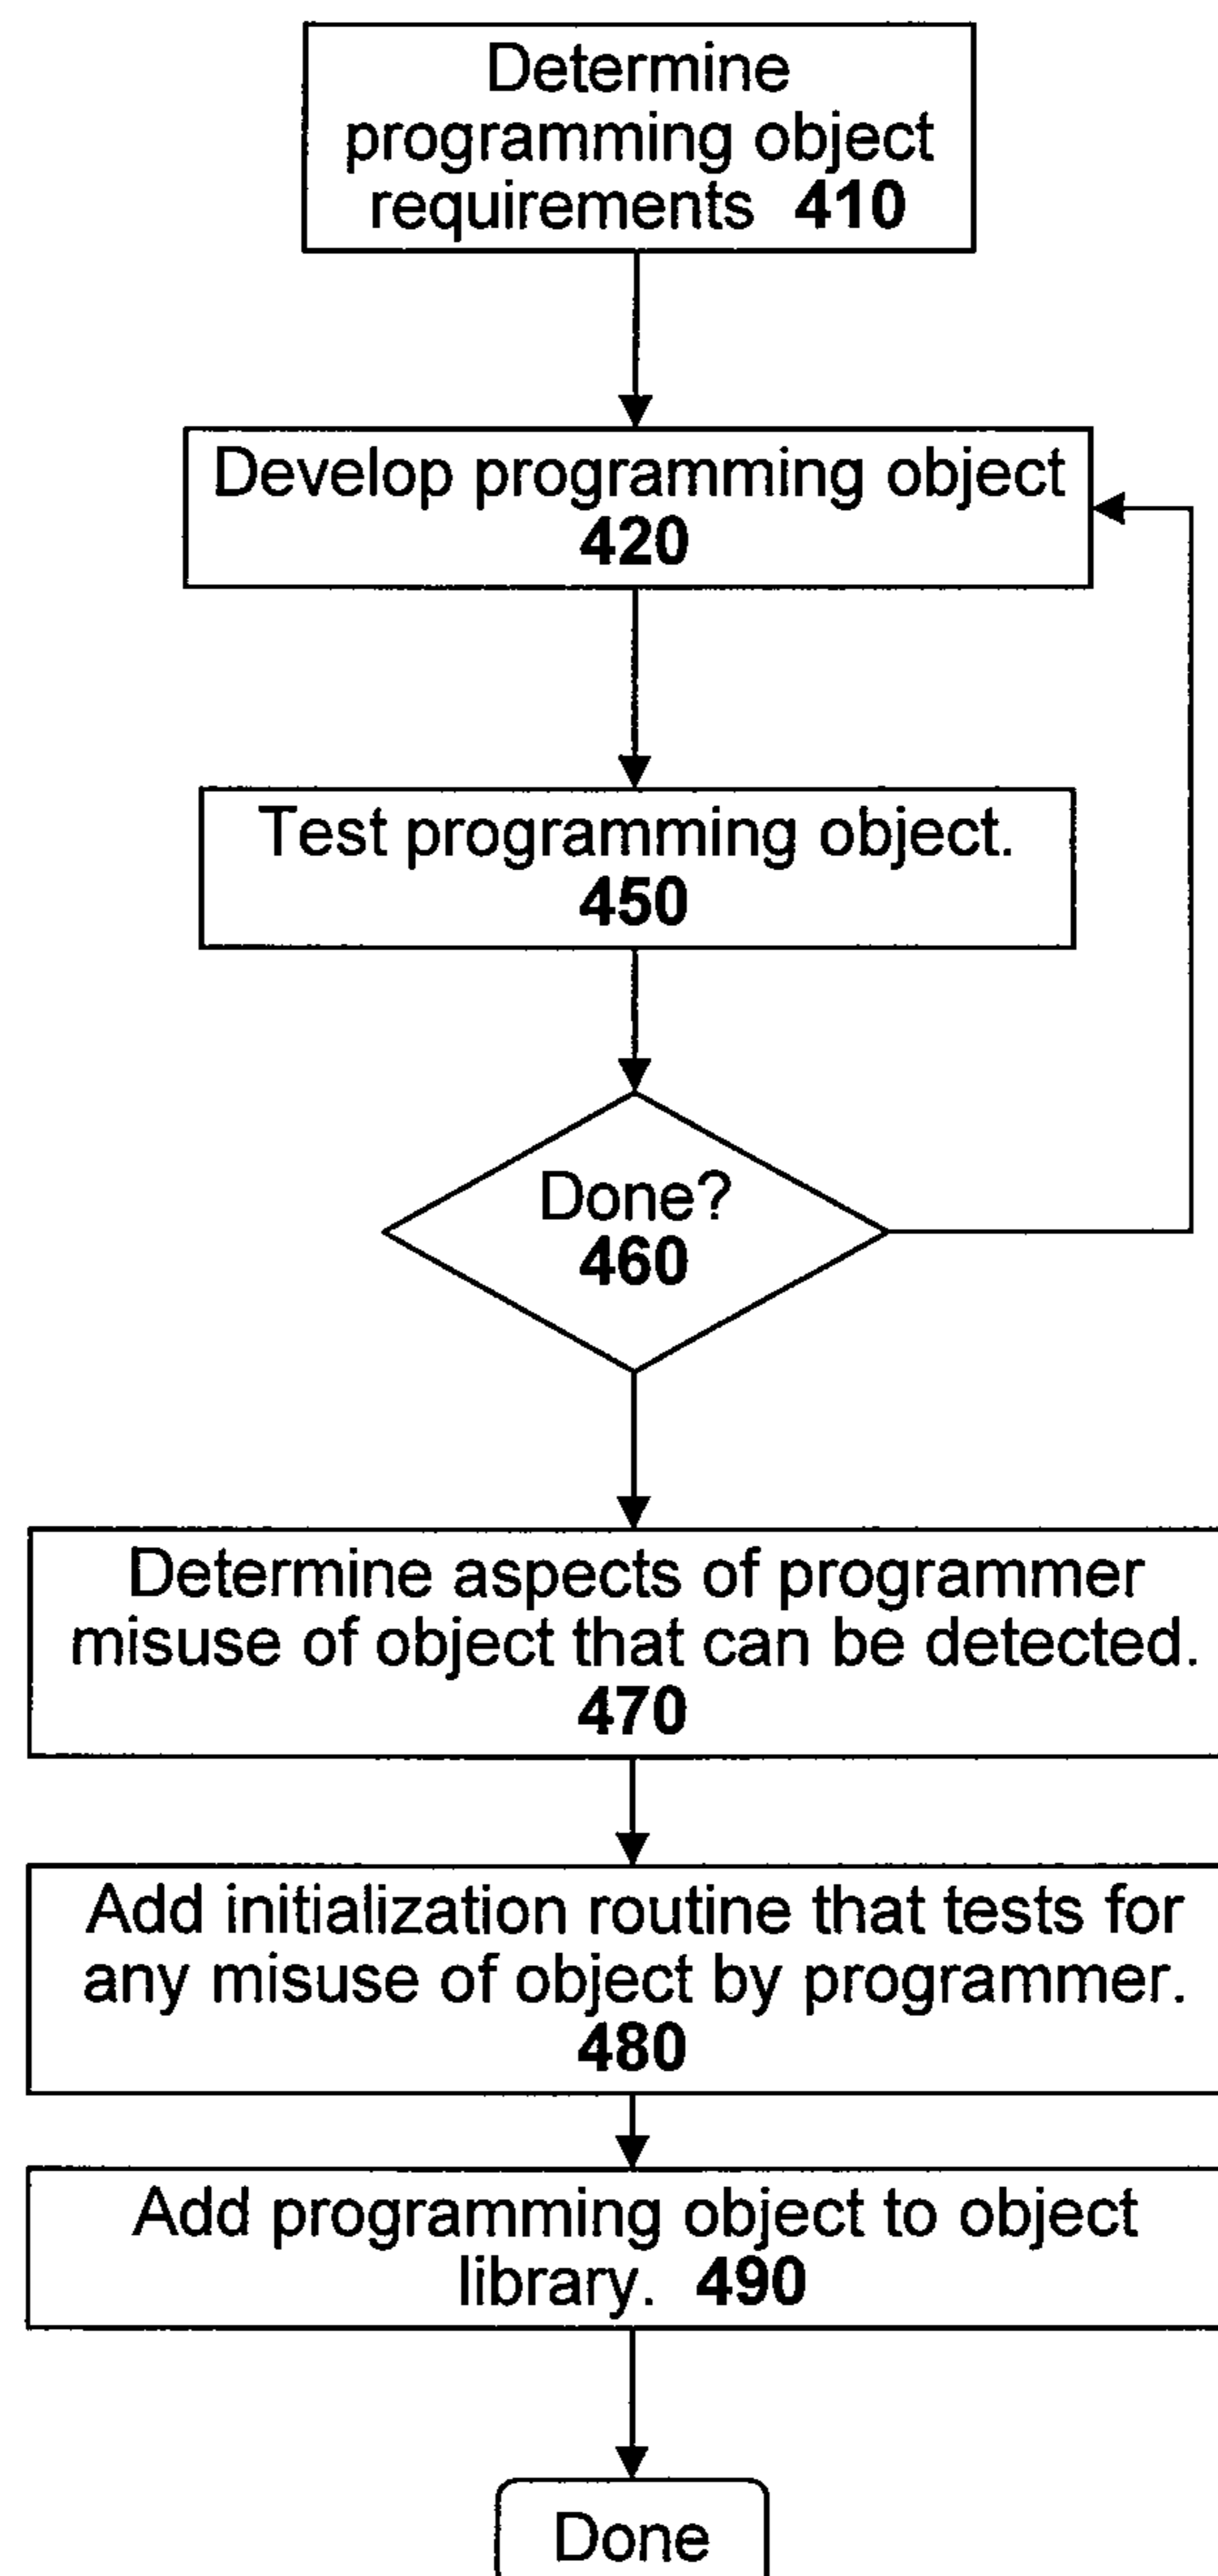 Determine
programming object
requirements 410
Develop programming object
420
Test programming object.
450
Done?
460
Determine aspects of programmer
misuse of object that can be detected.
470
Add initialization routine that tests for
any misuse of object by programmer.
480
Add programming object to object
library. 490
Done